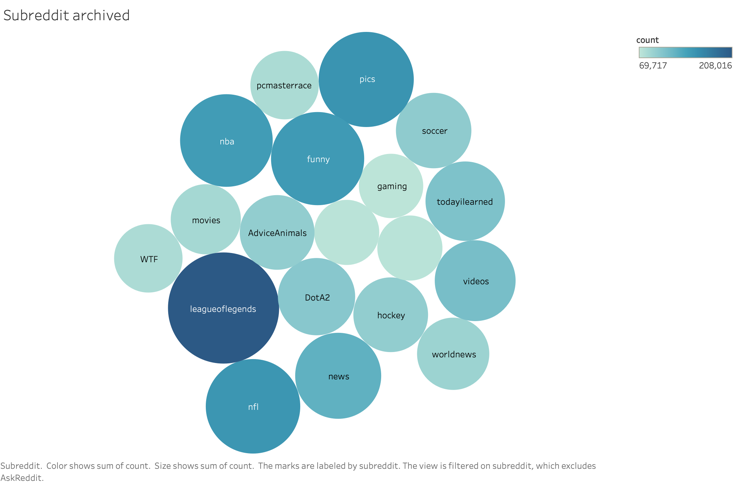 Subreddit archived
count
69,717 208,016
pics
pcmasterrace
soccer
nba
funny
gaming
todayilearned
movies
AdviceAnimals
WTF
videos
DotA2
leagueoflegends
hockey
worldnews
news
nfl
Subreddit. Color shows sum of count. Size shows sum of count. The marks are labeled by subreddit. The view is filtered on subreddit, which excludes
AskReddit.